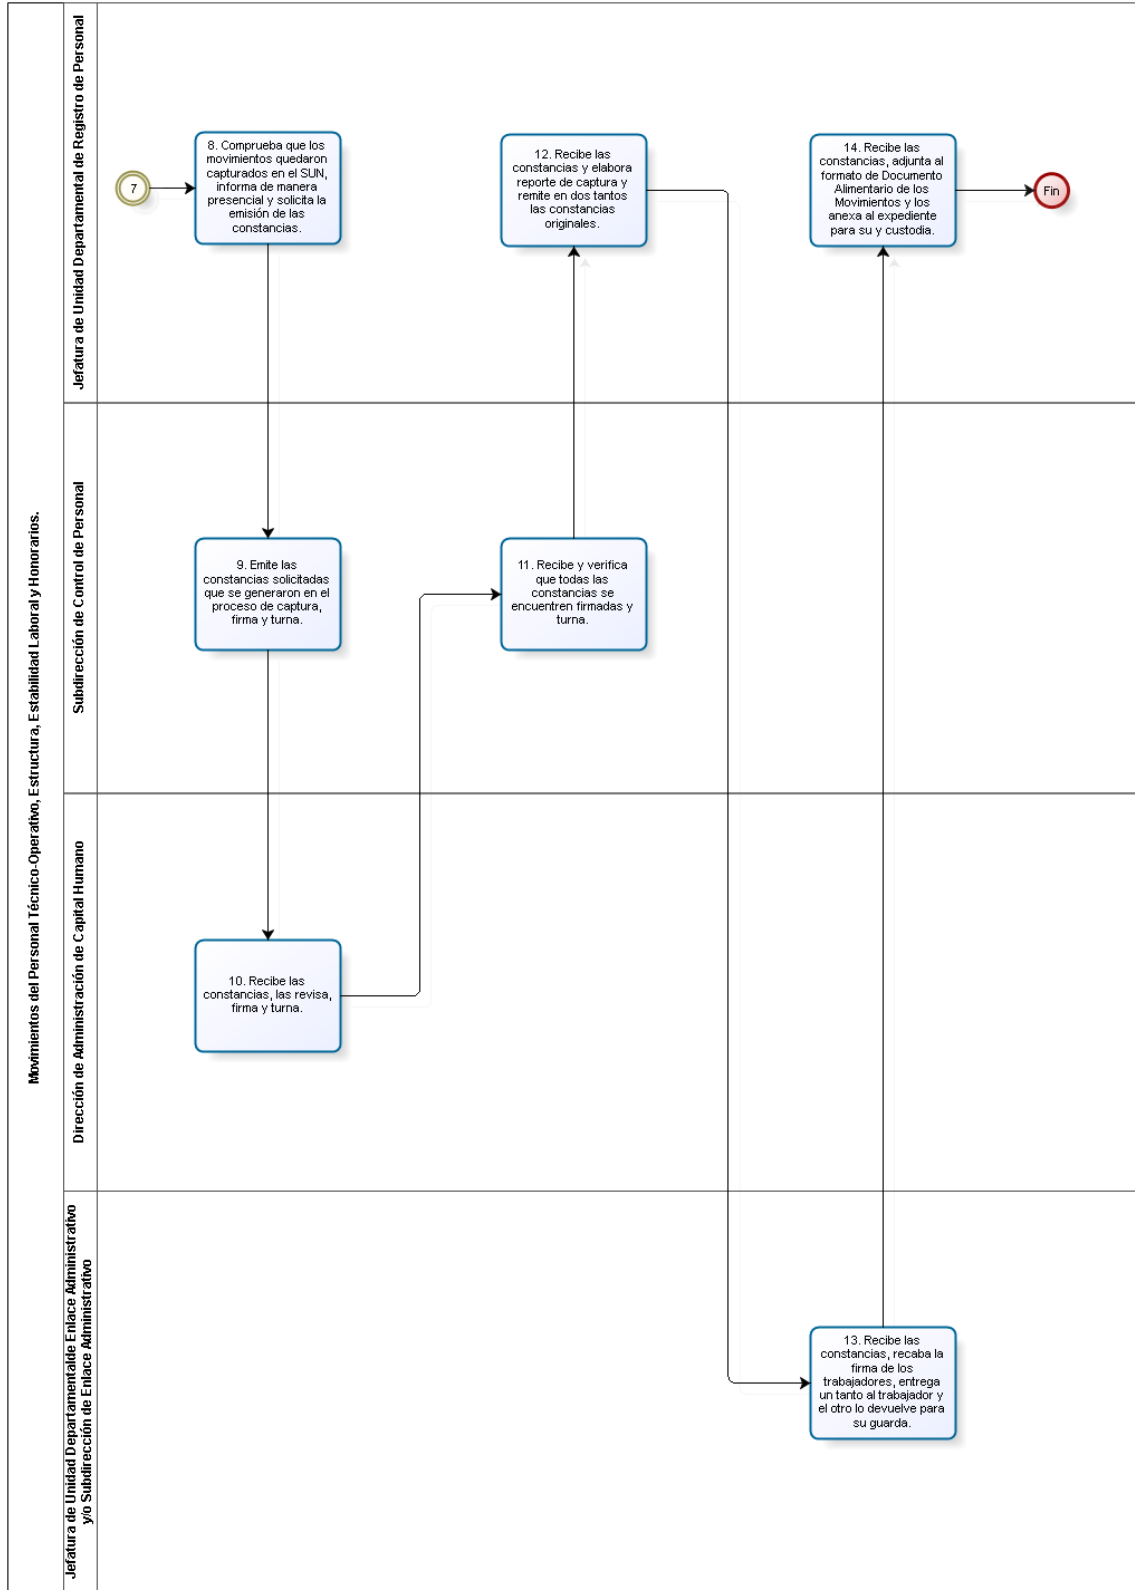 Movimientos del Personal Técnico-Operativo, Estructura, Estabilidad Laboral y Honorarios.
Jefatura de Unidad Departamental de Registro de Personal
7
8. Comprueba que los
movimientos quedaron
capturados en el SUN,
informa de manera
presencial y solicita la
emisión de las
constancias.
12. Recibe las
constancias y elabora
reporte de captura y
remite en dos tantos
las constancias
originales.
14. Recibe las
constancias, adjunta al
formato de Documento
Alimentario de los
Movimientos y los
anexa al expediente
para su y custodia.
Fin
Subdirección de Control de Personal
9. Emite las
constancias solicitadas
que se generaron en el
proceso de captura,
firma y turna.
11. Recibe y verifica
que todas las
constancias se
encuentren firmadas y
turna.
Dirección de Administración de Capital Humano
10. Recibe las
constancias, las revisa,
firma y turna.
Jefatura de Unidad Departamentalde Enlace Administrativo
y/o Subdirección de Enlace Administrativo
13. Recibe las
constancias, recaba la
firma de los
trabajadores, entrega
un tanto al trabajador y
el otro lo devuelve para
su guarda.